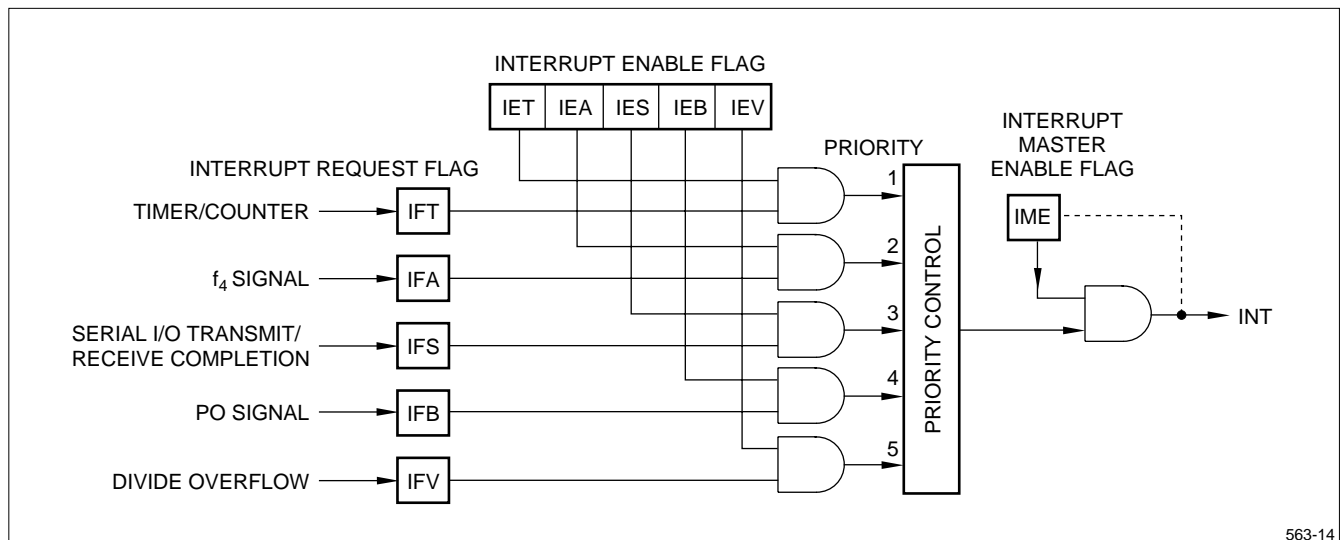 INTERRUPT ENABLE FLAG
IET IEA IES IEB IEV
PRIORITY
INTERRUPT
MASTER
ENABLE FLAG
INTERRUPT REQUEST FLAG
TIMER/COUNTER IFT
1
IME
f4 SIGNAL IFA
2
SERIAL I/O TRANSMIT/
RECEIVE COMPLETION
IFS
3
PRIORITY CONTROL
INT
PO SIGNAL IFB
4
DIVIDE OVERFLOW IFV
5
563-14